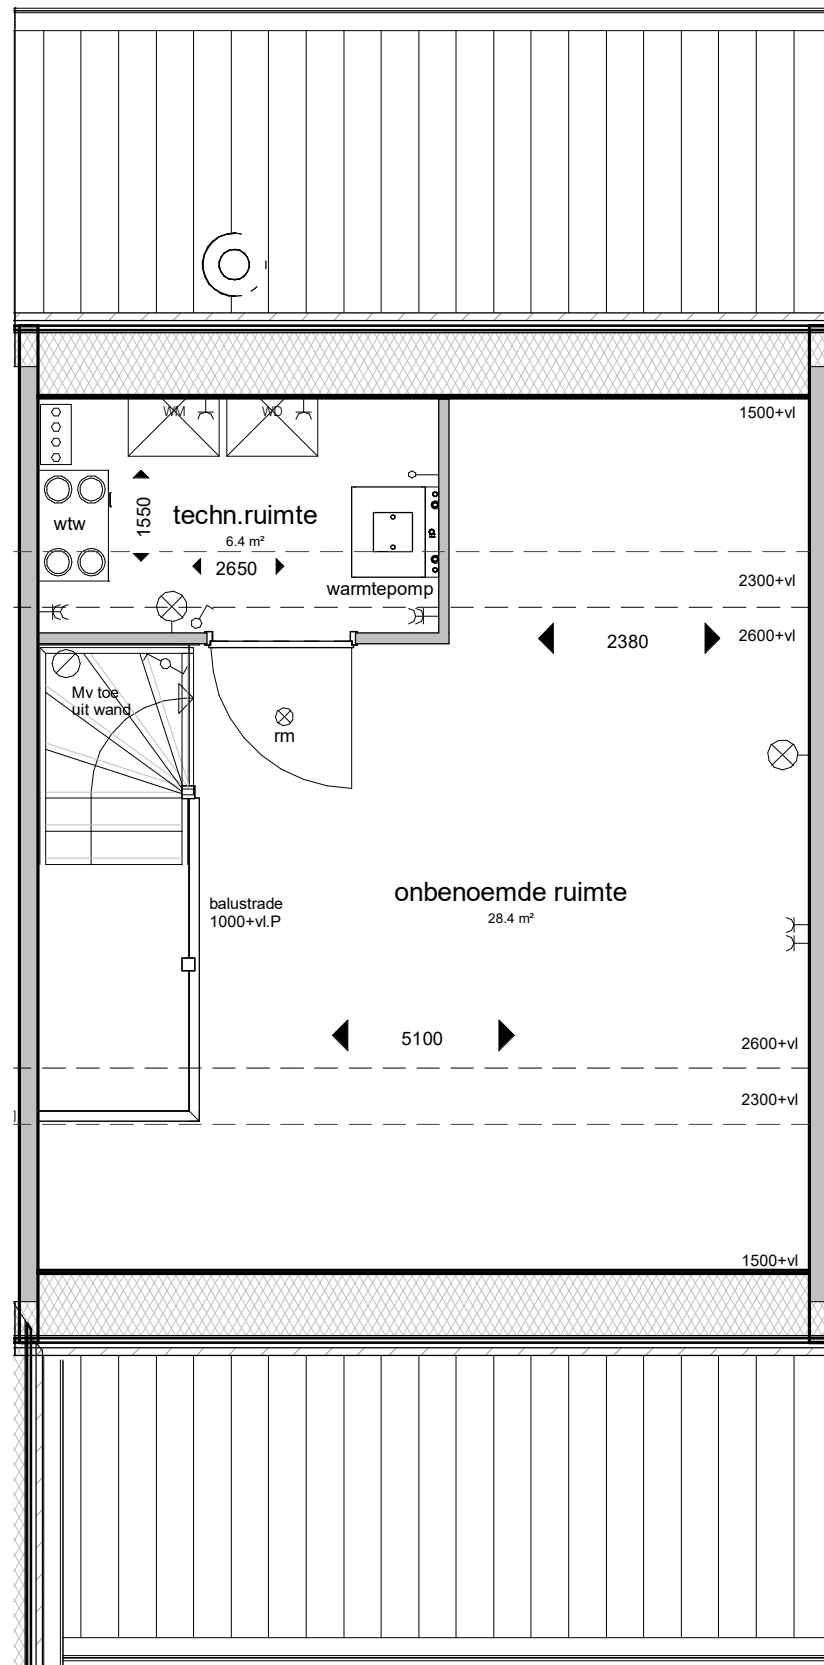 WM
WD
1500+vl
wtw
1550
techn.ruimte
6.4 m²
2650
warmtepomp
2300+vl
2600+vl
2380
Mv toe
uit wand
rm
onbenoemde ruimte
28.4 m²
balustrade
1000+vl.P
5100
2600+vl
2300+vl
1500+vl